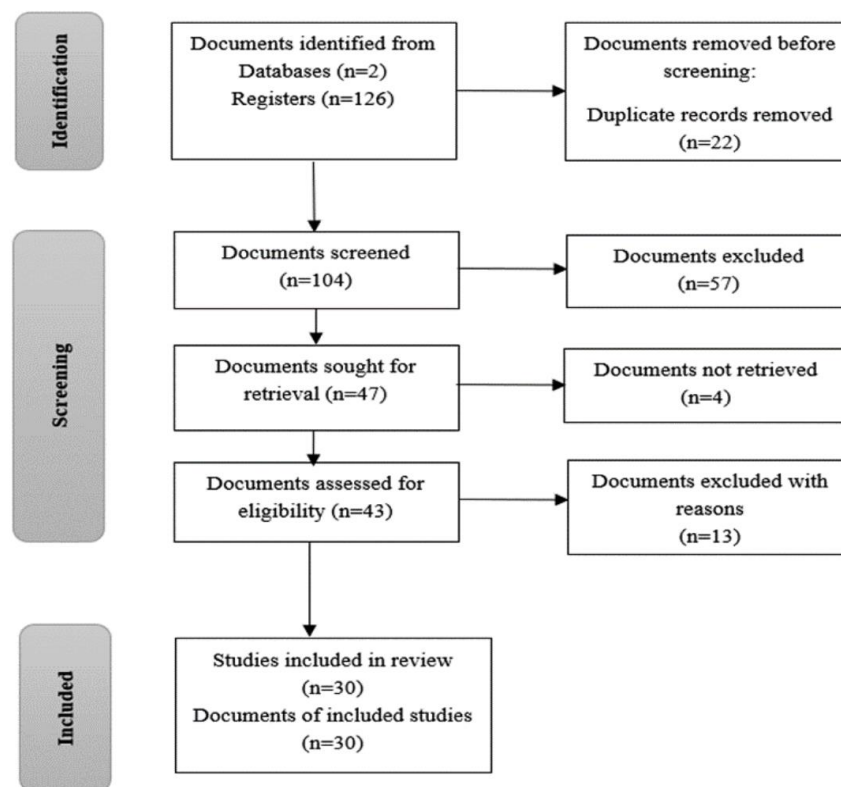 Identification
Documents identified from
Databases (n=2)
Registers (n=126)
Documents removed before
screening:
Duplicate records removed
(n=22)
Screening
Documents screened
(n=104)
Documents excluded
(n=57)
Documents sought for
retrieval (n=47)
Documents not retrieved
(n=4)
Documents assessed for
eligibility (n=43)
Documents excluded with
reasons
(n=13)
Included
Studies included in review
(n=30)
Documents of included studies
(n=30)